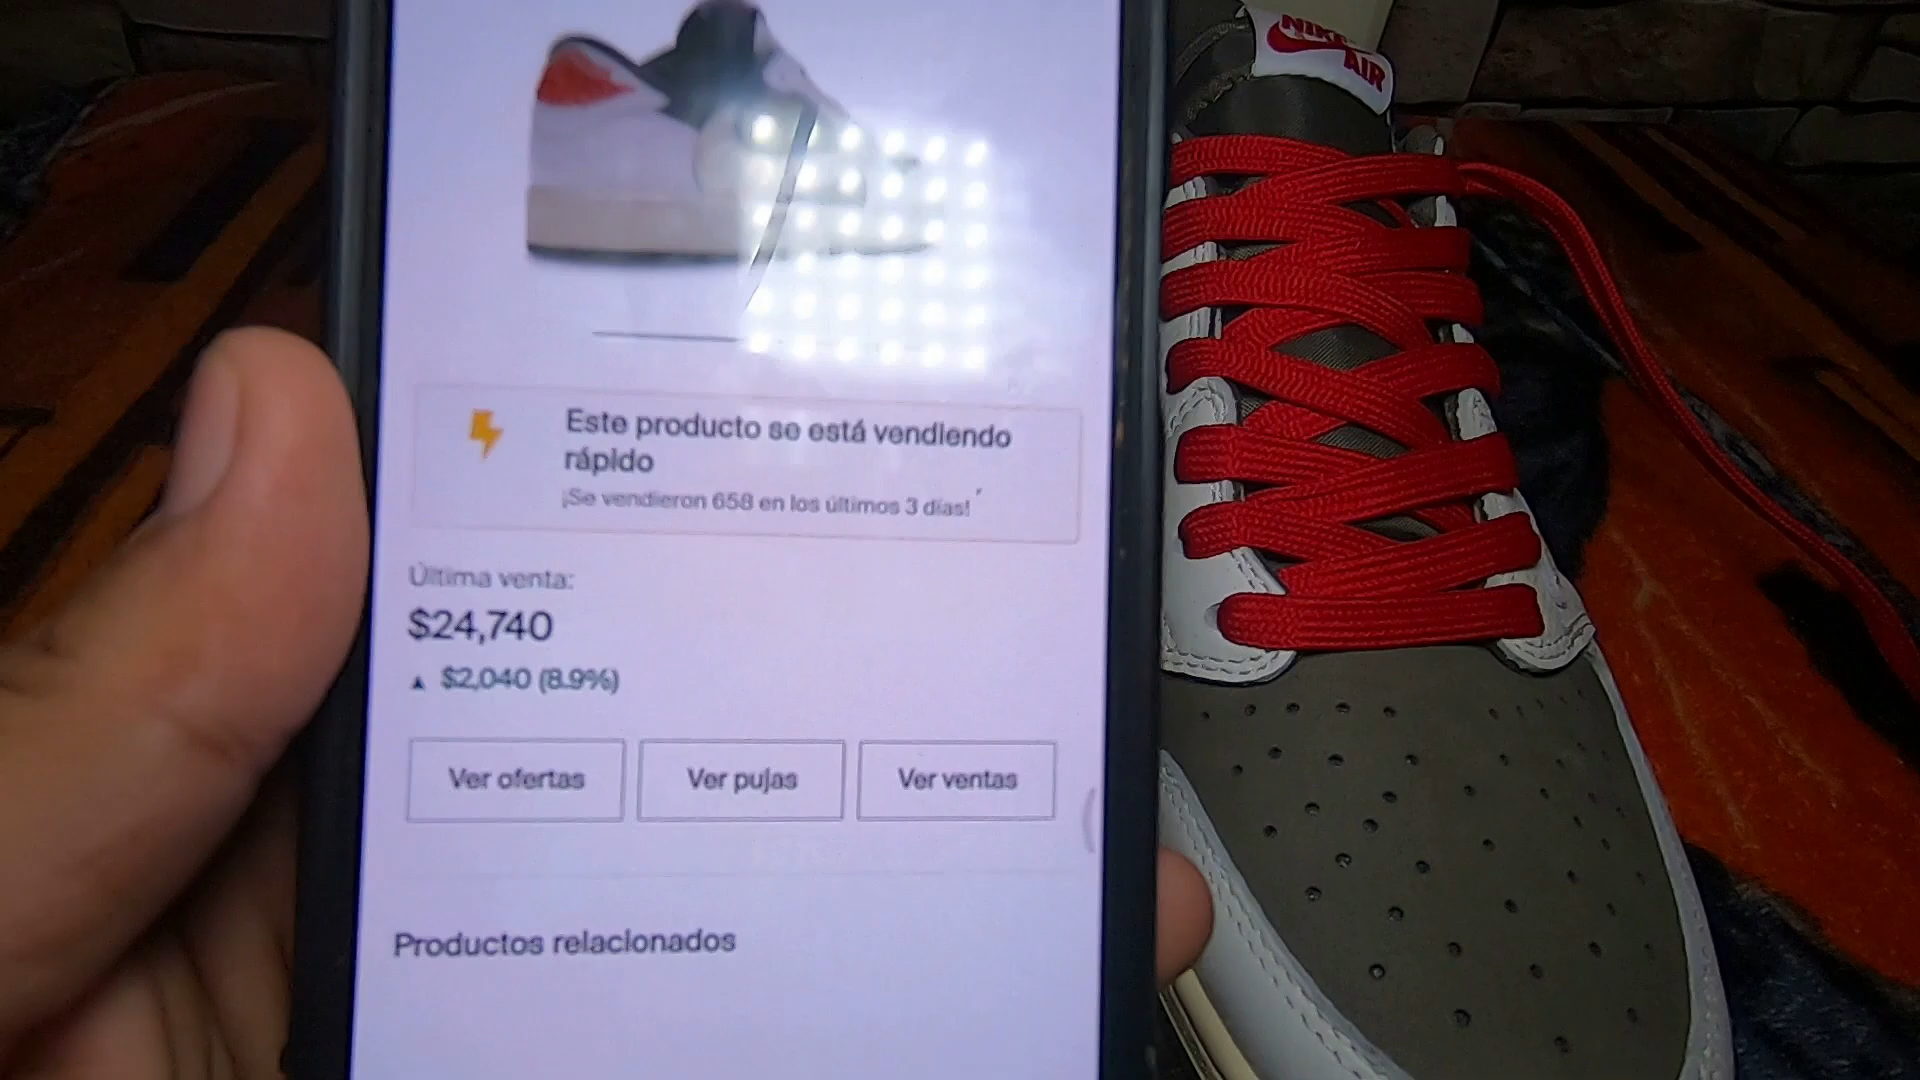 NIKE
AIR
Este producto se está vendiendo
rápido
¡Se vendieron 658 en los últimos 3 días!
Última venta:
$24,740
▲ $2,040 (8.9%)
Ver ofertas
Ver pujas
Ver ventas
Productos relacionados